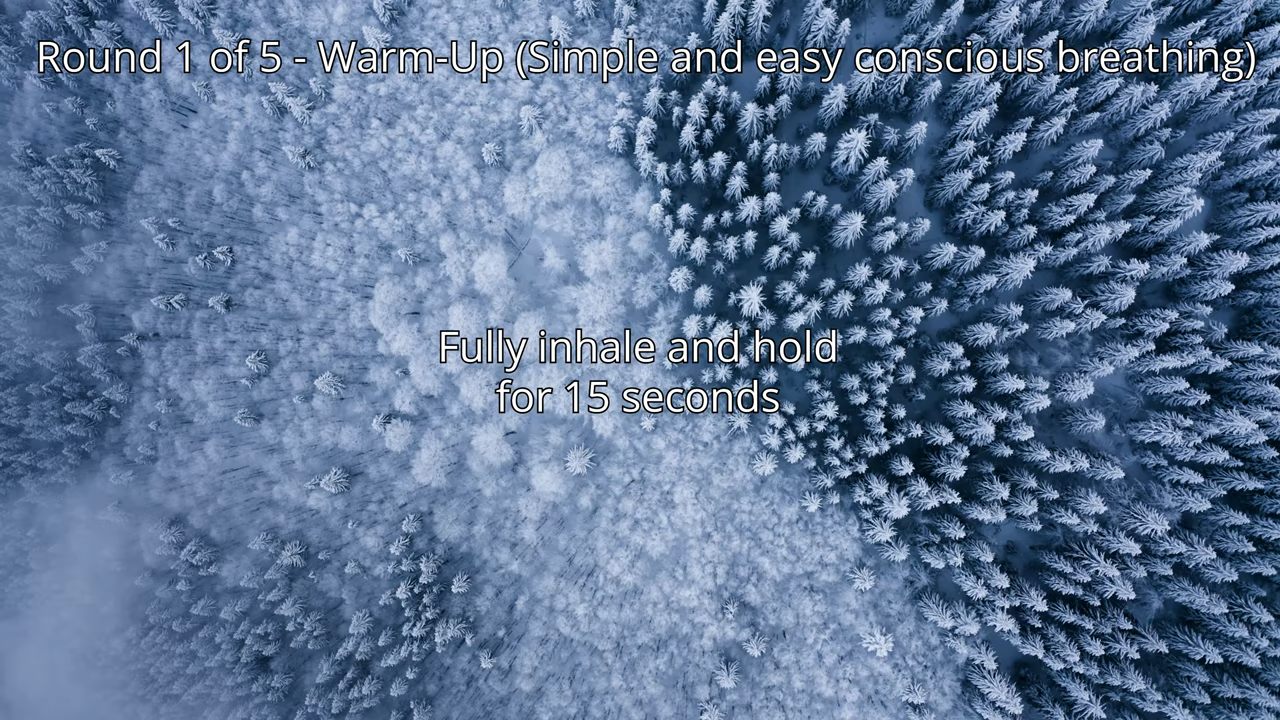 Round 1 of 5 - Warm-Up (Simple and easy conscious breathing)
Fully inhale and hold
for 15 seconds